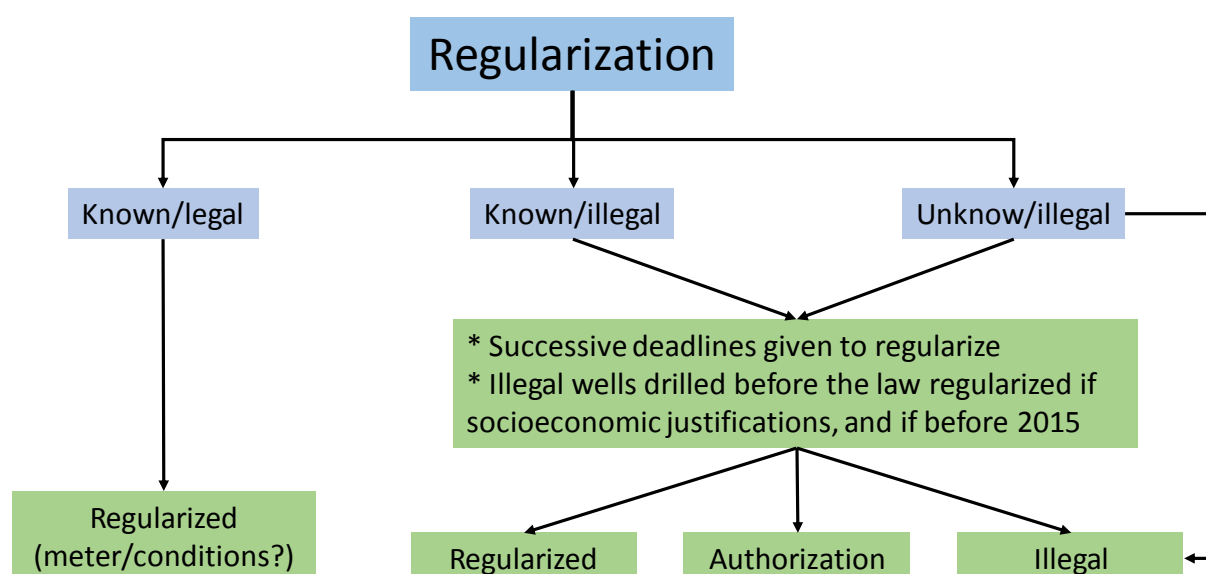 Regularization
Known/legal
Known/illegal
Unknow/illegal
* Successive deadlines given to regularize
* Illegal wells drilled before the law regularized if
socioeconomic justifications, and if before 2015
Regularized
(meter/conditions?)
Regularized
Authorization
Illegal